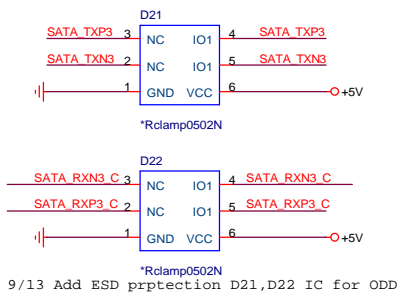 D21
SATA_TXP3 3 NC IO1 4 SATA_TXP3
SATA_TXN3 2 NC IO1 5 SATA_TXN3
1 GND VCC 6 +5V
*Rclamp0502N
D22
SATA_RXN3_C 3 NC IO1 4 SATA_RXN3_C
SATA_RXP3_C 2 NC IO1 5 SATA_RXP3_C
1 GND VCC 6 +5V
*Rclamp0502N
9/13 Add ESD prptection D21,D22 IC for ODD